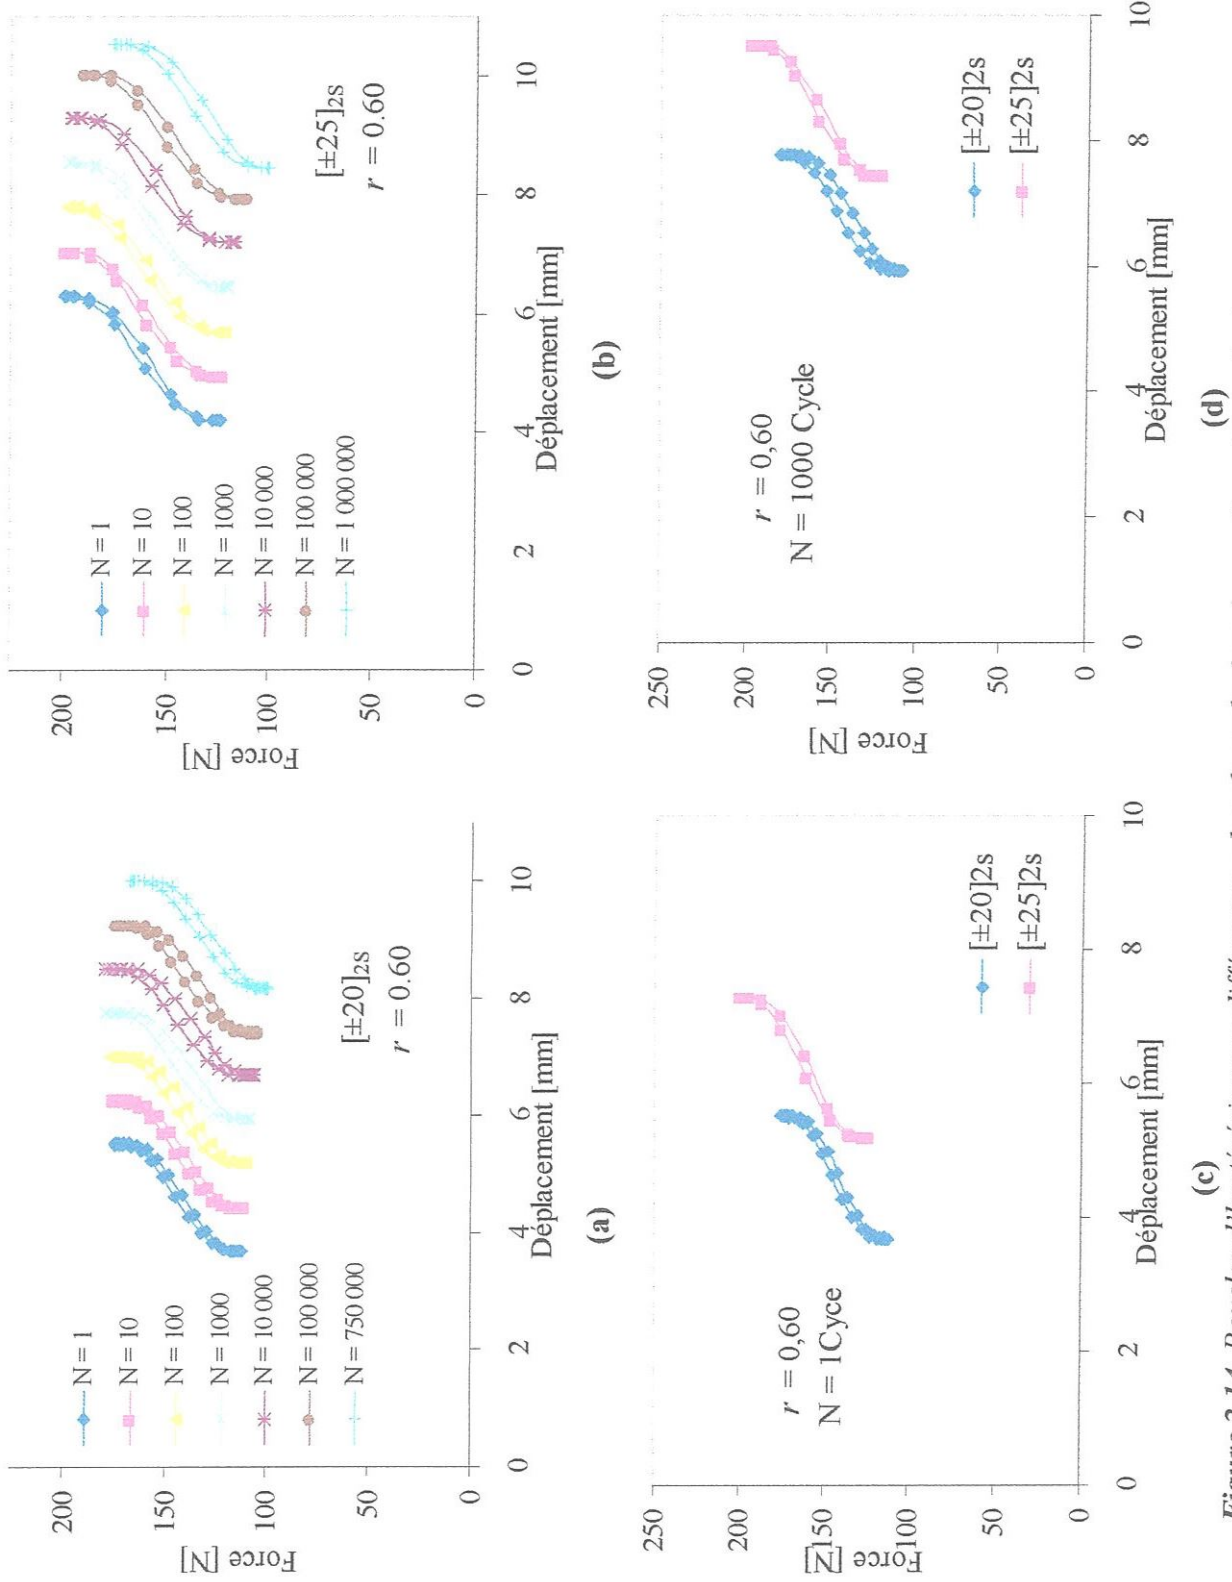 Force [N]
200
150
100
50
0
0
2
4
6
8
10
Déplacement [mm]
N = 1
N = 10
N = 100
N = 1000
N = 10 000
N = 100 000
N = 750 000
[±20]2s
r = 0.60
(a)
Force [N]
200
150
100
50
0
0
2
4
6
8
10
Déplacement [mm]
N = 1
N = 10
N = 100
N = 1000
N = 10 000
N = 100 000
N = 1 000 000
[±25]2s
r = 0.60
(b)
Force [N]
250
200
150
100
50
0
0
2
4
6
8
10
Déplacement [mm]
r = 0,60
N = 1Cyce
[±20]2s
[±25]2s
(c)
Force [N]
250
200
150
100
50
0
0
2
4
6
8
10
Déplacement [mm]
r = 0,60
N = 1000 Cycle
[±20]2s
[±25]2s
(d)
Figure 3.14. Boucles d'hystérésis pour